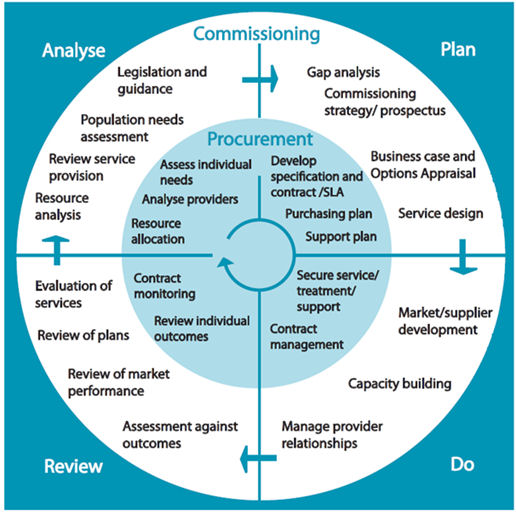 Analyse
Commissioning
Plan
Legislation and
guidance
Gap analysis
Commissioning
strategy/ prospectus
Population needs
assessment
Review service
provision
Resource
analysis
Business case and
Options Appraisal
Service design
Procurement
Assess individual
needs
Analyse providers
Resource
allocation
Develop
specification and
contract /SLA
Purchasing plan
Support plan
Contract
monitoring
Review individual
outcomes
Secure service/
treatment/
support
Contract
management
Evaluation of
services
Review of plans
Review of market
performance
Assessment against
outcomes
Market/supplier
development
Capacity building
Manage provider
relationships
Review
Do